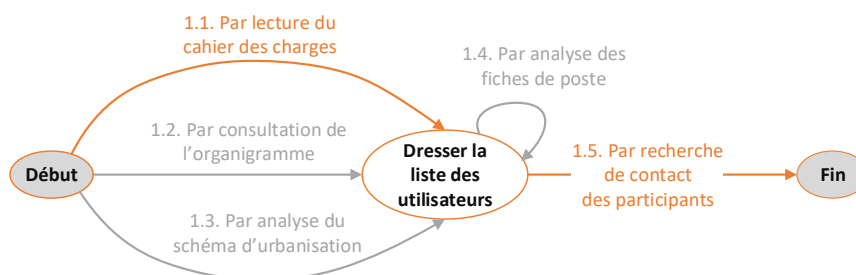 1.1. Par lecture du
cahier des charges
1.4. Par analyse des
fiches de poste
1.2. Par consultation de
l’organigramme
Début
Dresser la
liste des
utilisateurs
1.5. Par recherche
de contact
des participants
Fin
1.3. Par analyse du
schéma d’urbanisation